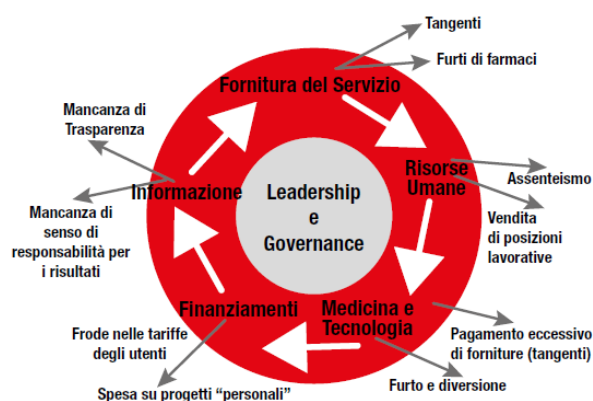 Tangenti
Furti di farmaci
Fornitura del Servizio
Mancanza di
Trasparenza
Risorse
Umane
Assenteismo
Informazione
Leadership
e
Governance
Vendita
di posizioni
lavorative
Mancanza di
senso di
responsabilità per
i risultati
Finanziamenti
Medicina e
Tecnologia
Frode nelle tariffe
degli utenti
Pagamento eccessivo
di forniture (tangenti)
Furto e diversione
Spesa su progetti “personali”